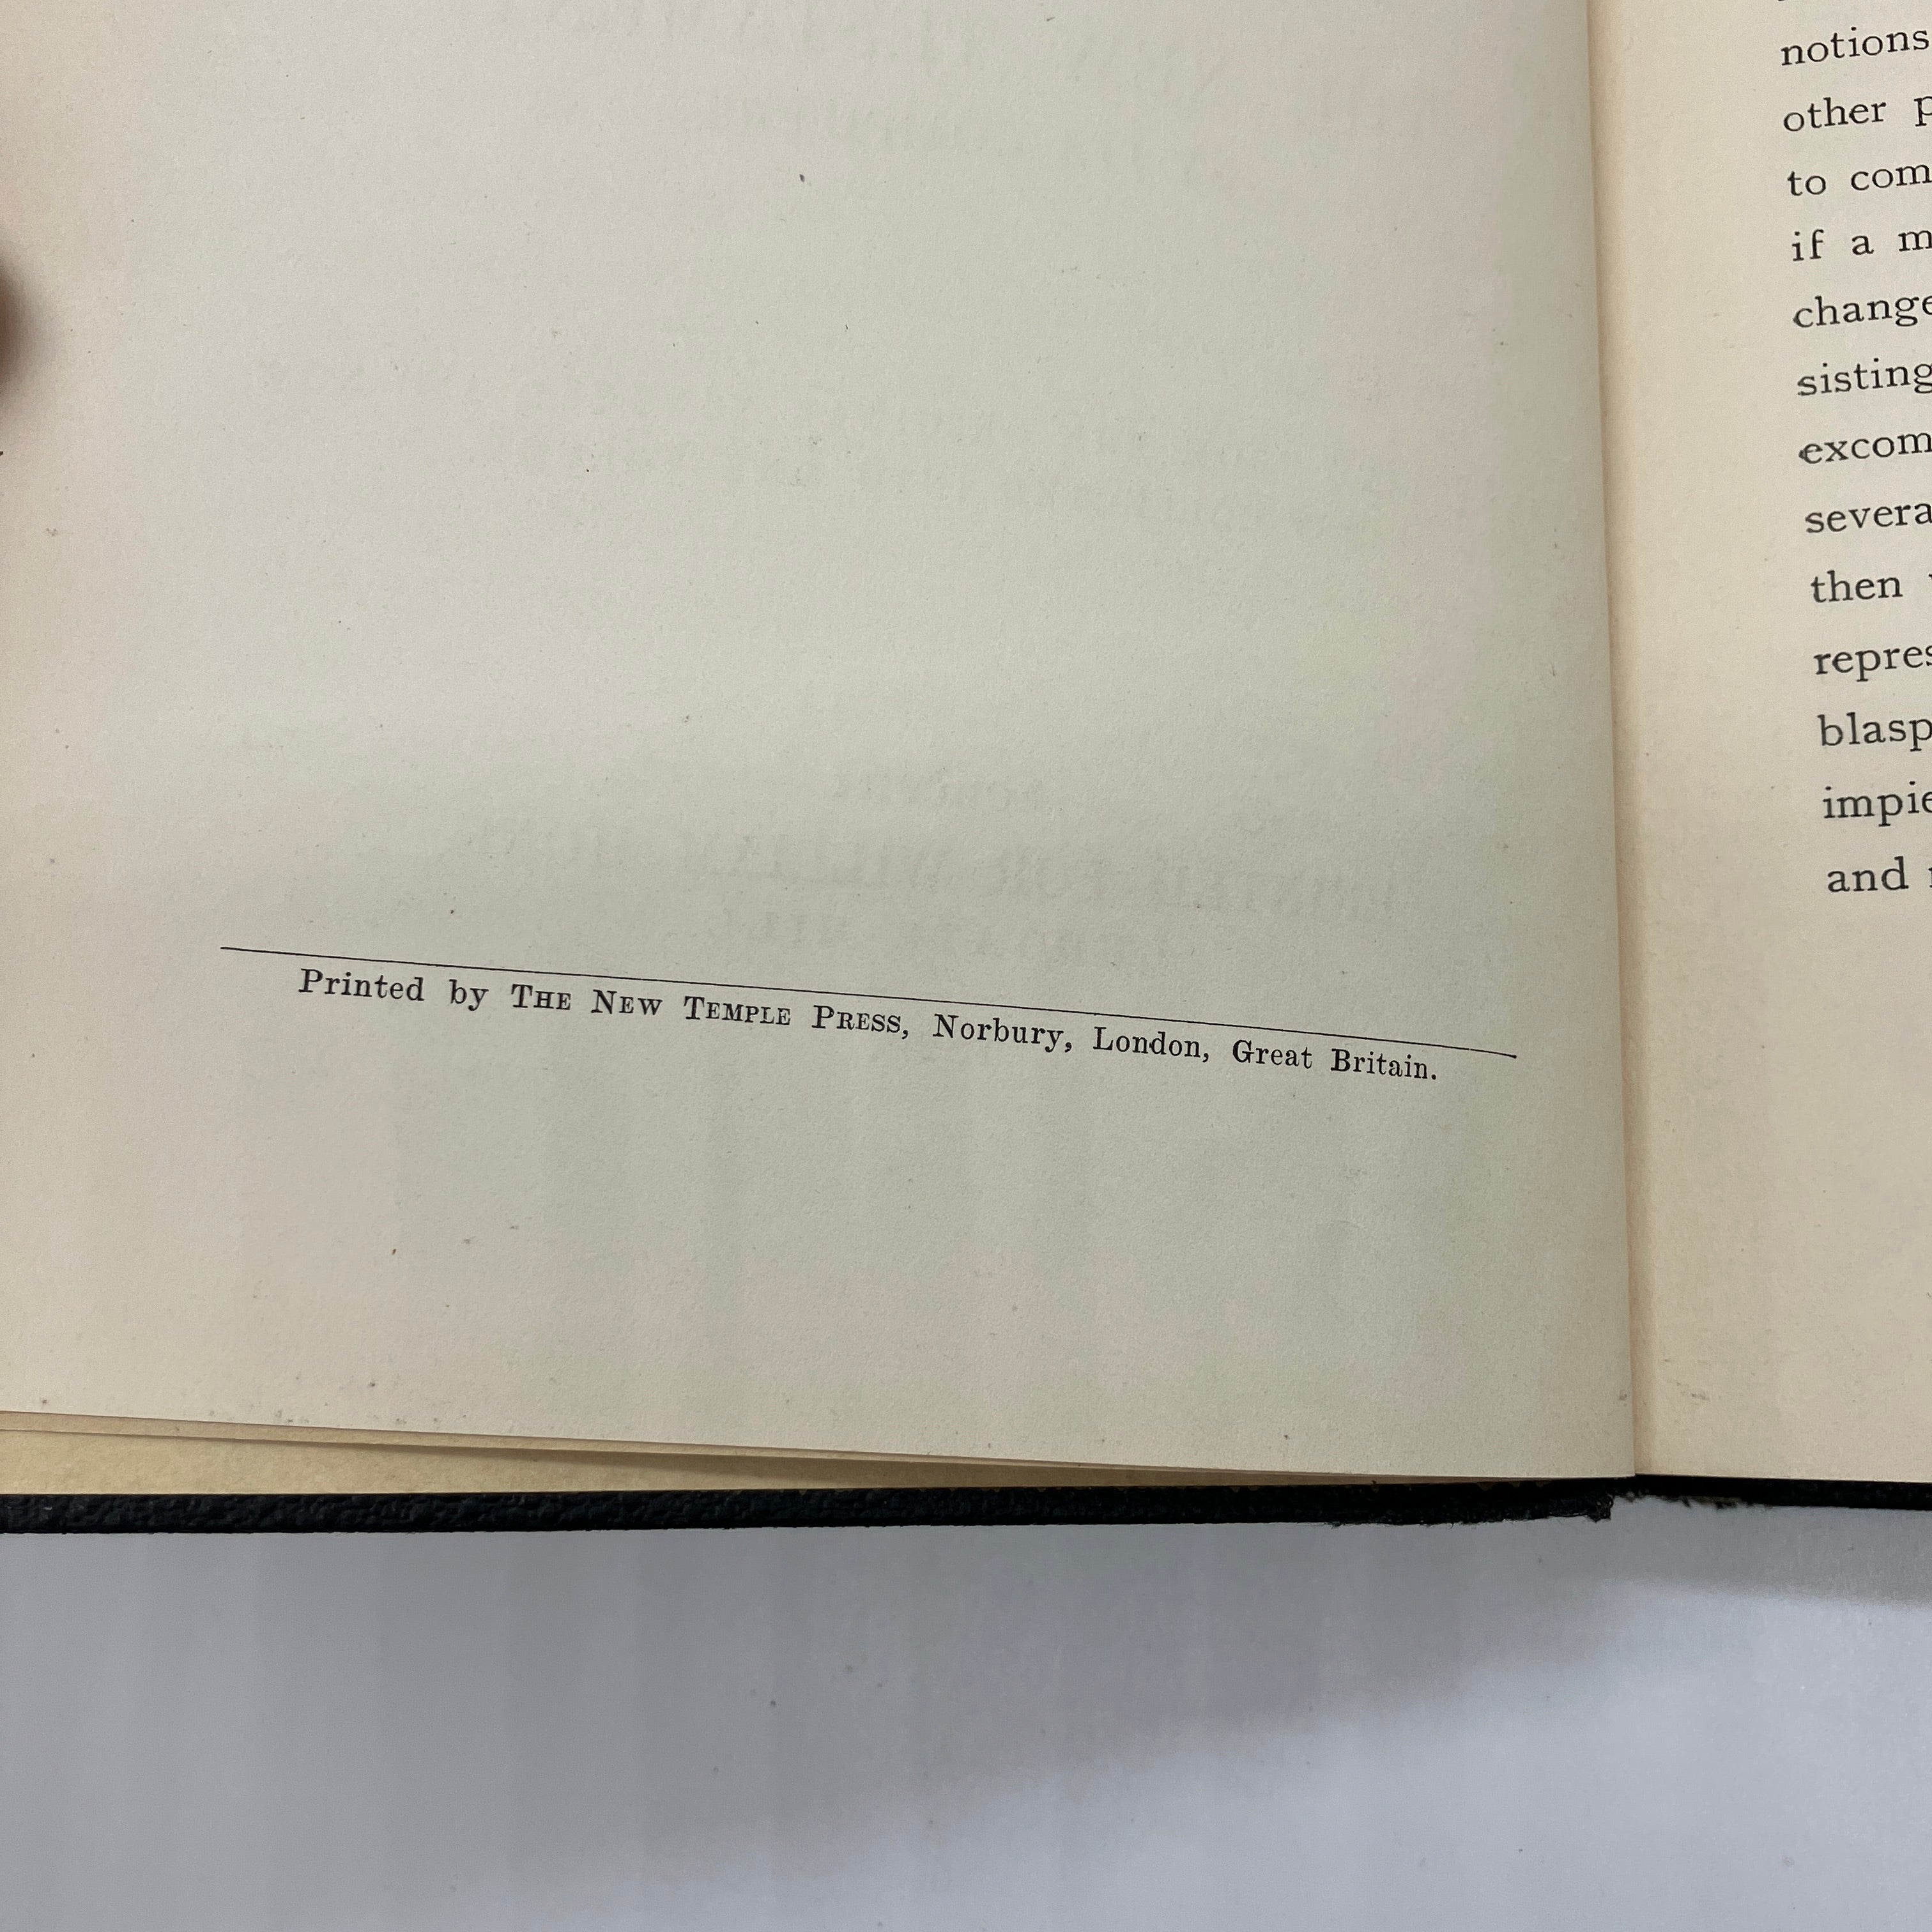 Printed by THE NEW TEMPLE PRESS, Norbury, London, Great Britain.
notions
other
to com
if a m
change
sisting
excom
severa
then
repres
blasp
impie
and